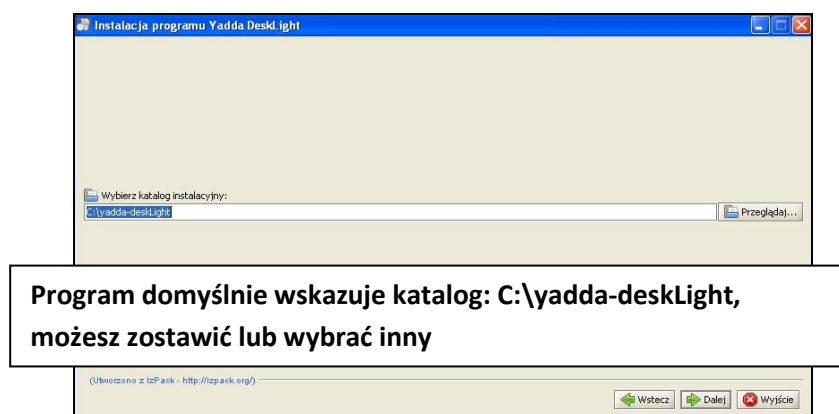 Instalacja programu Yadda DeskLight
Wybierz katalog instalacyjny:
C:\yadda-deskLight
Przeglądaj...
Program domyślnie wskazuje katalog: C:\yadda-deskLight,
możesz zostawić lub wybrać inny
(Utworzono z IzPack - http://izpack.org/)
Wstecz Dalej Wyjście